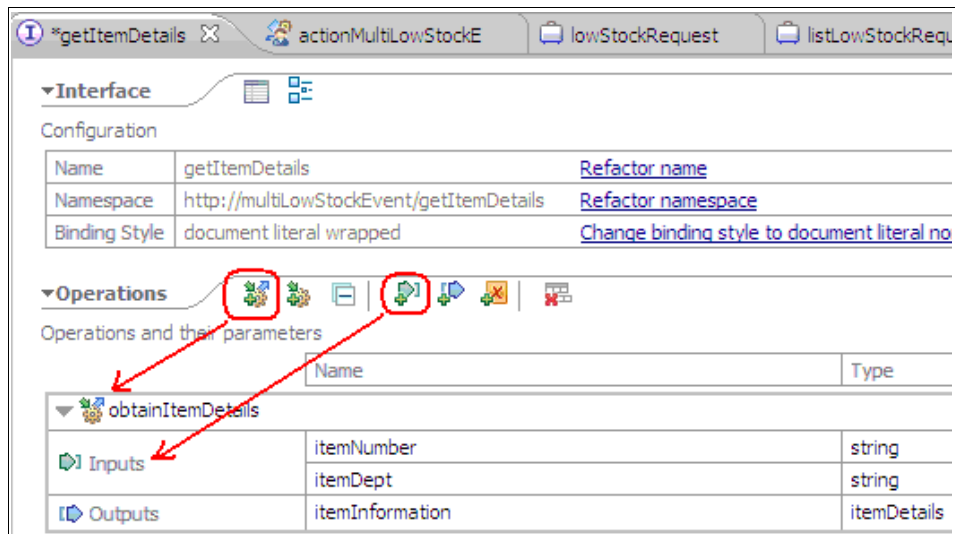 *getItemDetails actionMultiLowStockE lowStockRequest listLowStockRequ
Interface
Configuration
Name getItemDetails Refactor name
Namespace http://multiLowStockEvent/getItemDetails Refactor namespace
Binding Style document literal wrapped Change binding style to document literal no
Operations
Operations and their parameters
Name Type
obtainItemDetails
Inputs itemNumber string
itemDept string
Outputs itemInformation itemDetails